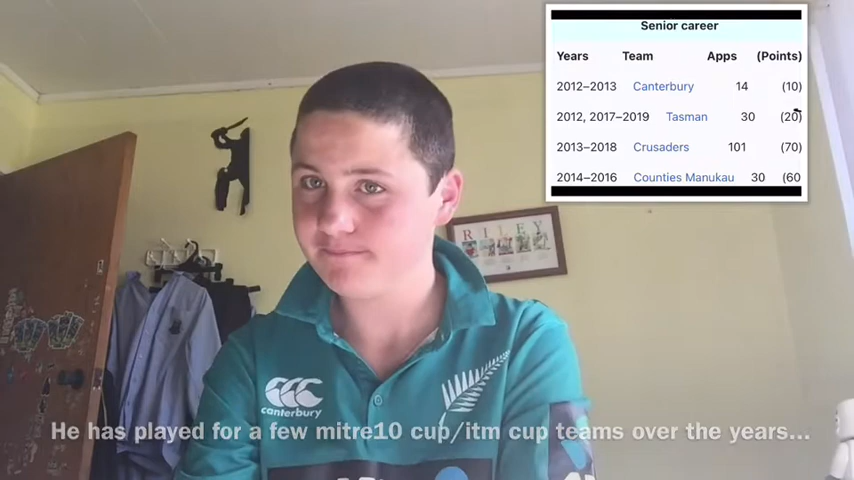 Senior career
Years Team Apps (Points)
2012–2013 Canterbury 14 (10)
2012, 2017–2019 Tasman 30 (20)
2013–2018 Crusaders 101 (70)
2014–2016 Counties Manukau 30 (60
RILEY
canterbury
He has played for a few mitre10 cup/itm cup teams over the years...